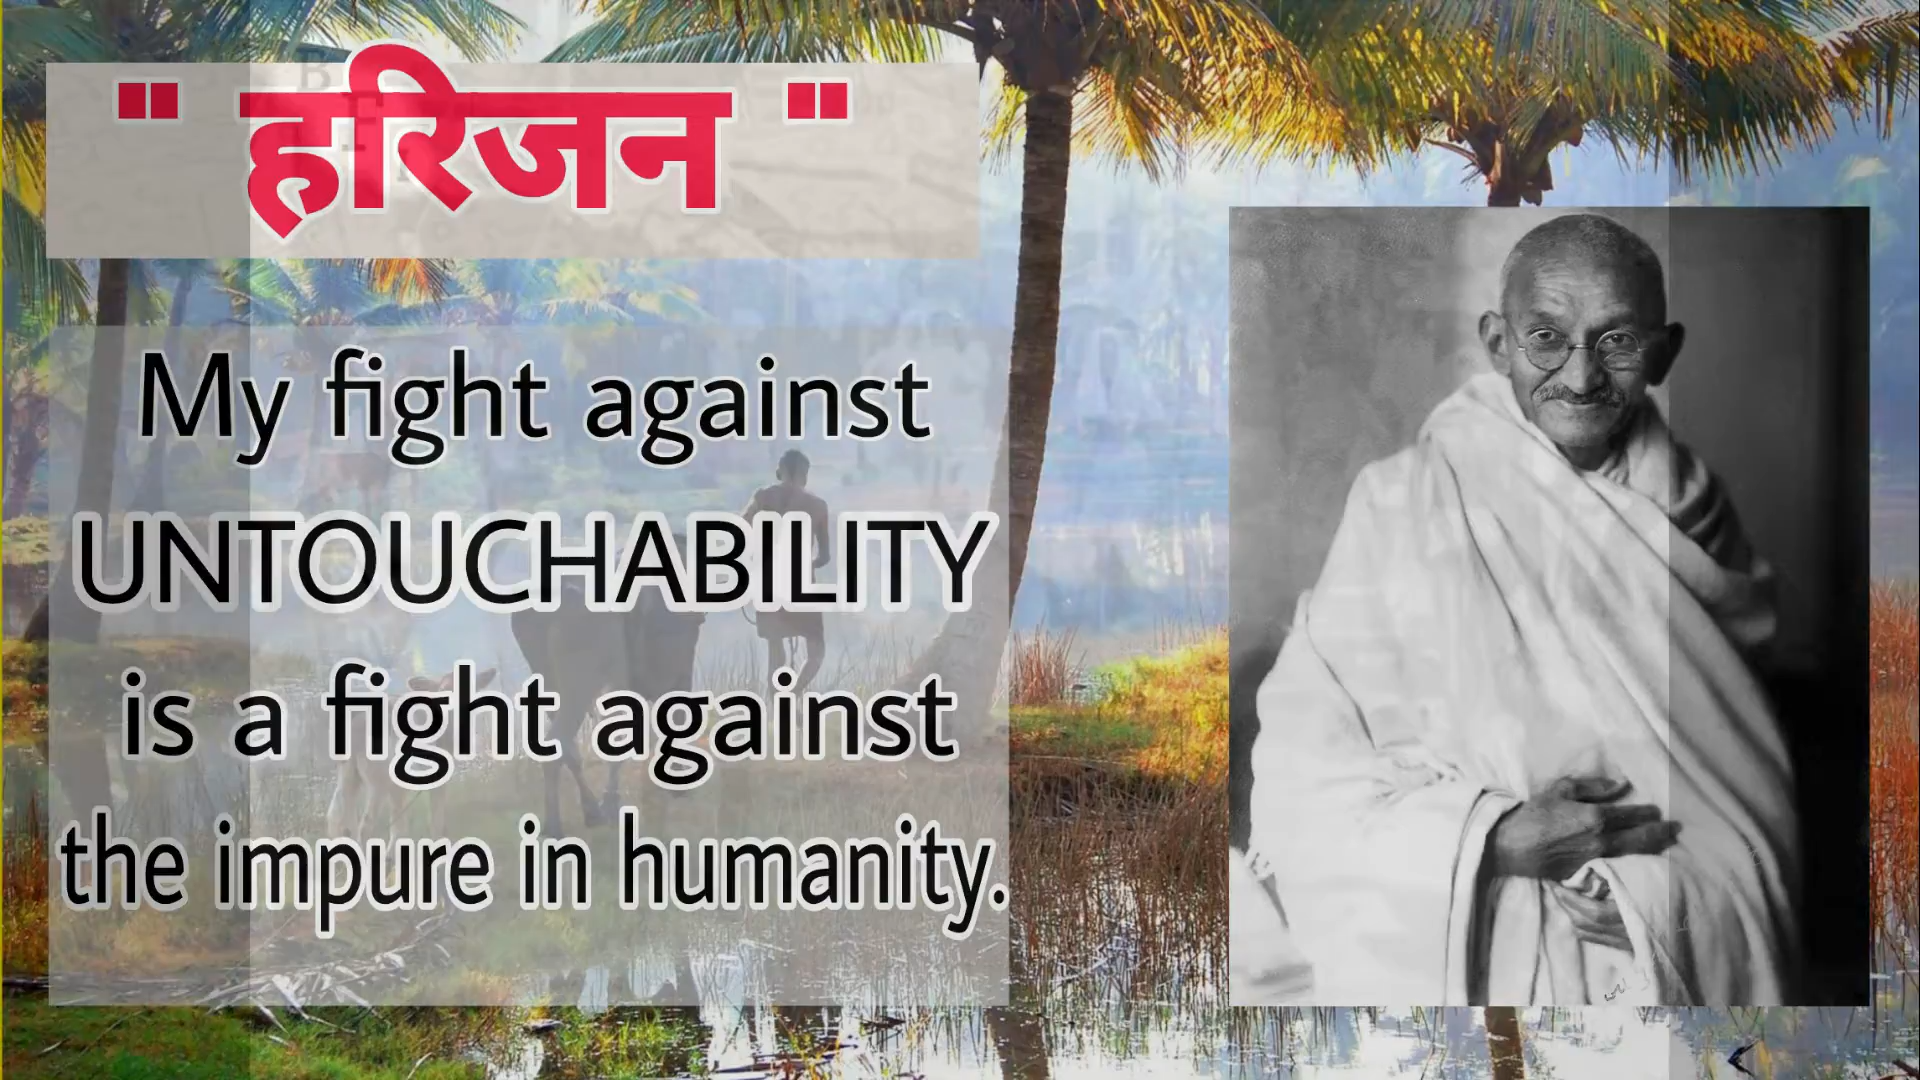 " हरिजन "
My fight against
UNTOUCHABILITY
is a fight against
the impure in humanity.